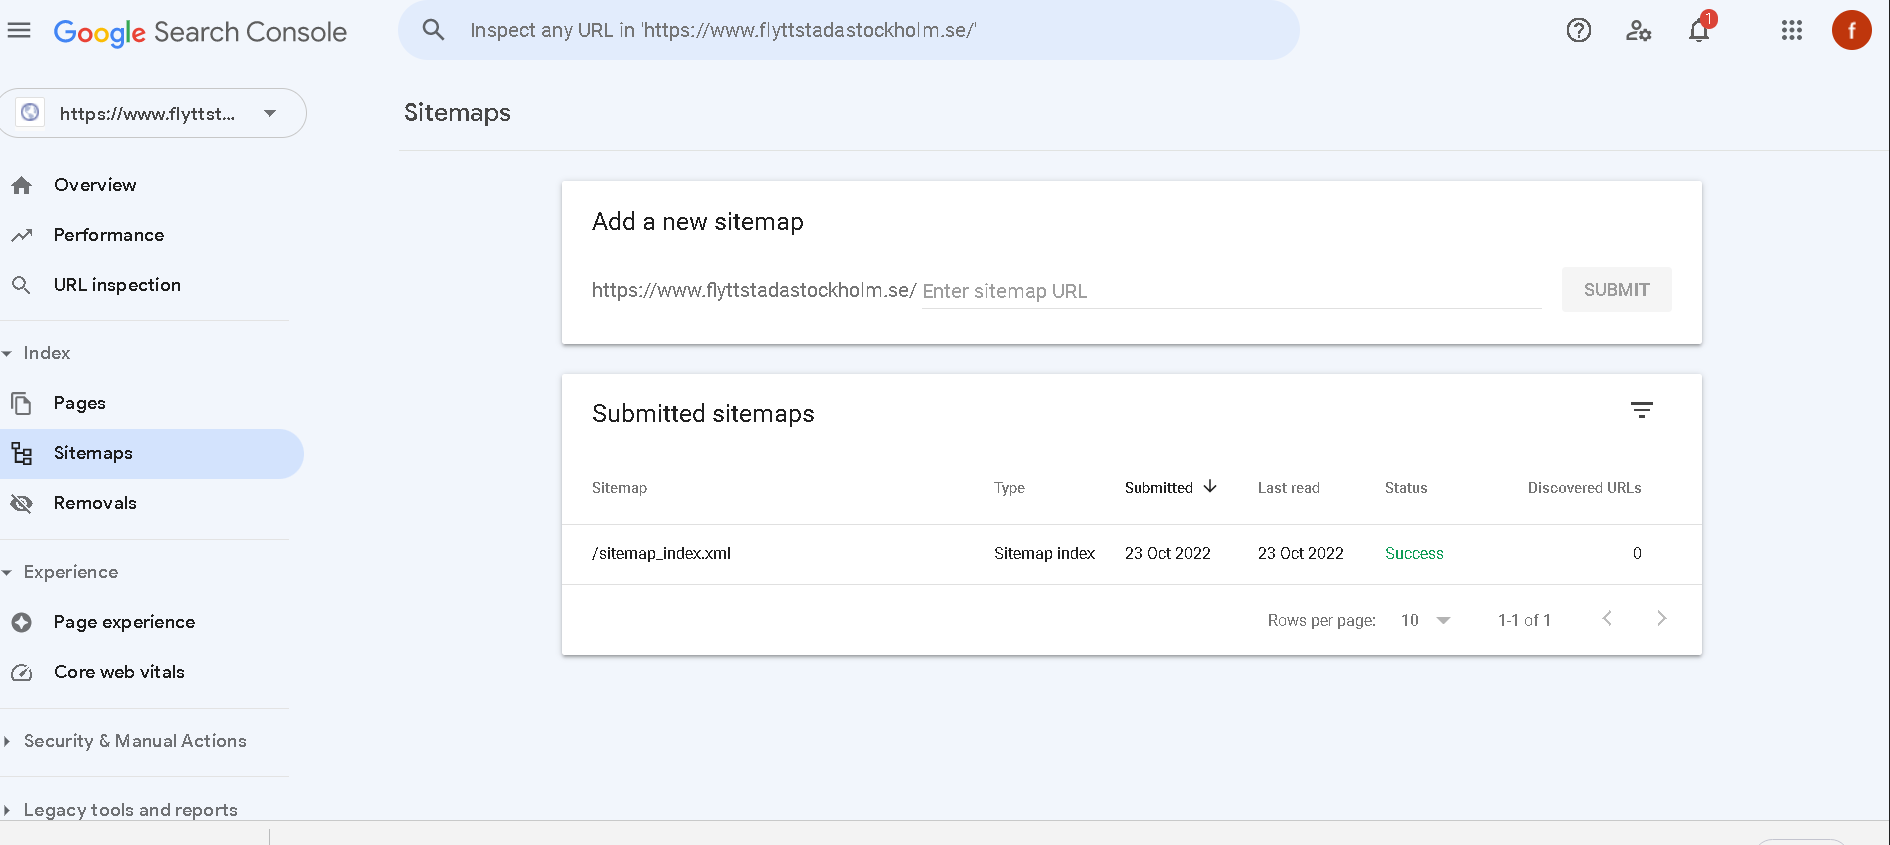 Google Search Console
Inspect any URL in 'https://www.flyttstadastockholm.se/'
1
f
https://www.flyttst...
Sitemaps
Overview
Performance
URL inspection
Index
Pages
Sitemaps
Removals
Experience
Page experience
Core web vitals
Security & Manual Actions
Legacy tools and reports
Add a new sitemap
https://www.flyttstadastockholm.se/ Enter sitemap URL
SUBMIT
Submitted sitemaps
Sitemap Type Submitted Last read Status Discovered URLs
/sitemap_index.xml Sitemap index 23 Oct 2022 23 Oct 2022 Success 0
Rows per page: 10 1-1 of 1